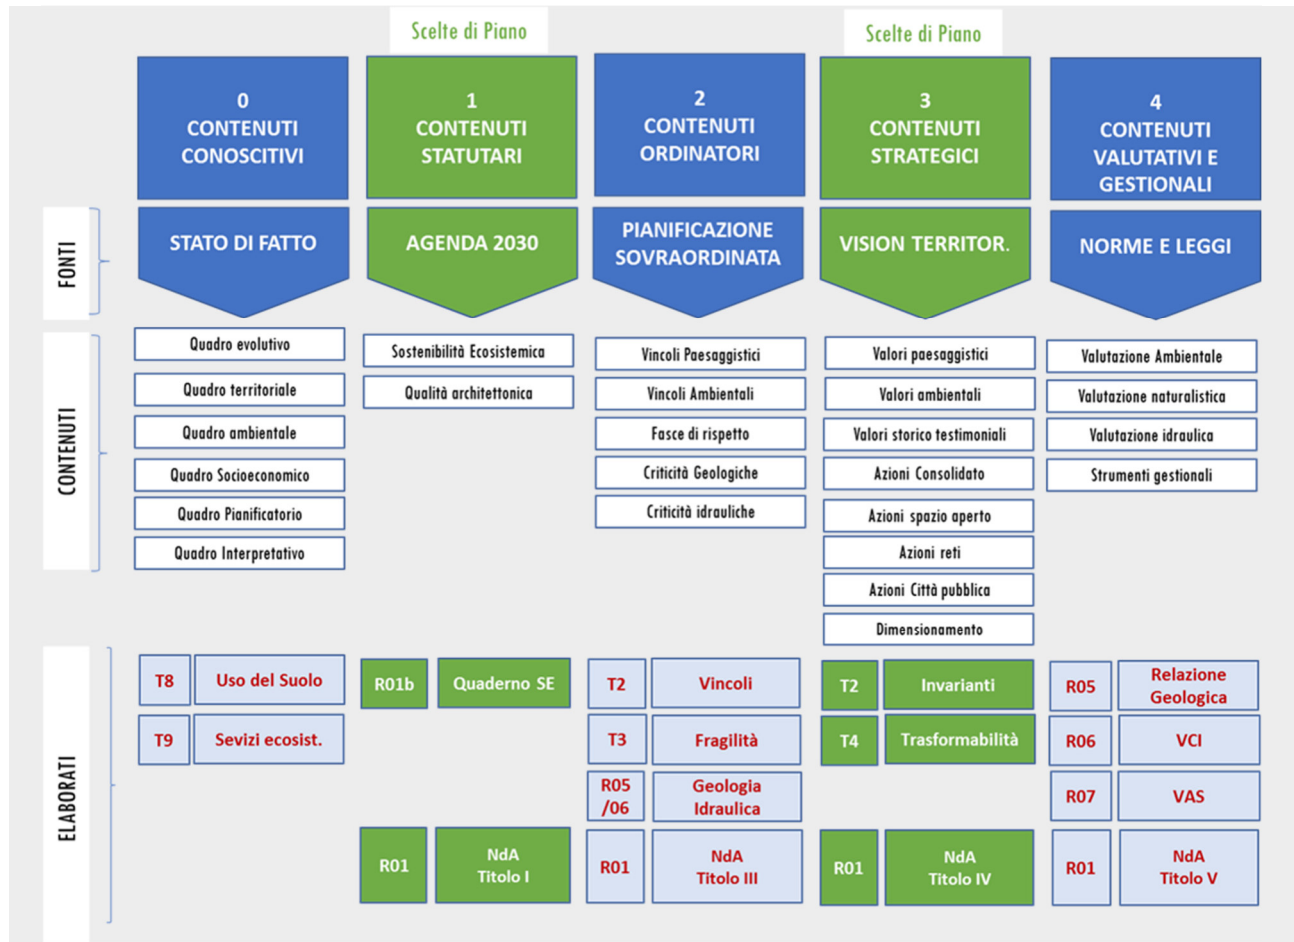 Scelte di Piano
Scelte di Piano
0
CONTENUTI
CONOSCITIVI
1
CONTENUTI
STATUTARI
2
CONTENUTI
ORDINATORI
3
CONTENUTI
STRATEGICI
4
CONTENUTI
VALUTATIVI E
GESTIONALI
FONTI
STATO DI FATTO
AGENDA 2030
PIANIFICAZIONE
SOVRAORDINATA
VISION TERRITOR.
NORME E LEGGI
CONTENUTI
Quadro evolutivo
Quadro territoriale
Quadro ambientale
Quadro Socioeconomico
Quadro Pianificatorio
Quadro Interpretativo
Sostenibilità Ecosistemica
Qualità architettonica
Vincoli Paesaggistici
Vincoli Ambientali
Fasce di rispetto
Criticità Geologiche
Criticità idrauliche
Valori paesaggistici
Valori ambientali
Valori storico testimoniali
Azioni Consolidato
Azioni spazio aperto
Azioni reti
Azioni Città pubblica
Dimensionamento
Valutazione Ambientale
Valutazione naturalistica
Valutazione idraulica
Strumenti gestionali
ELABORATI
T8
Uso del Suolo
T9
Sevizi ecosist.
R01b
Quaderno SE
R01
NdA
Titolo I
T2
Vincoli
T3
Fragilità
R05
/06
Geologia
Idraulica
R01
NdA
Titolo III
T2
Invarianti
T4
Trasformabilità
R01
NdA
Titolo IV
R05
Relazione
Geologica
R06
VCI
R07
VAS
R01
NdA
Titolo V